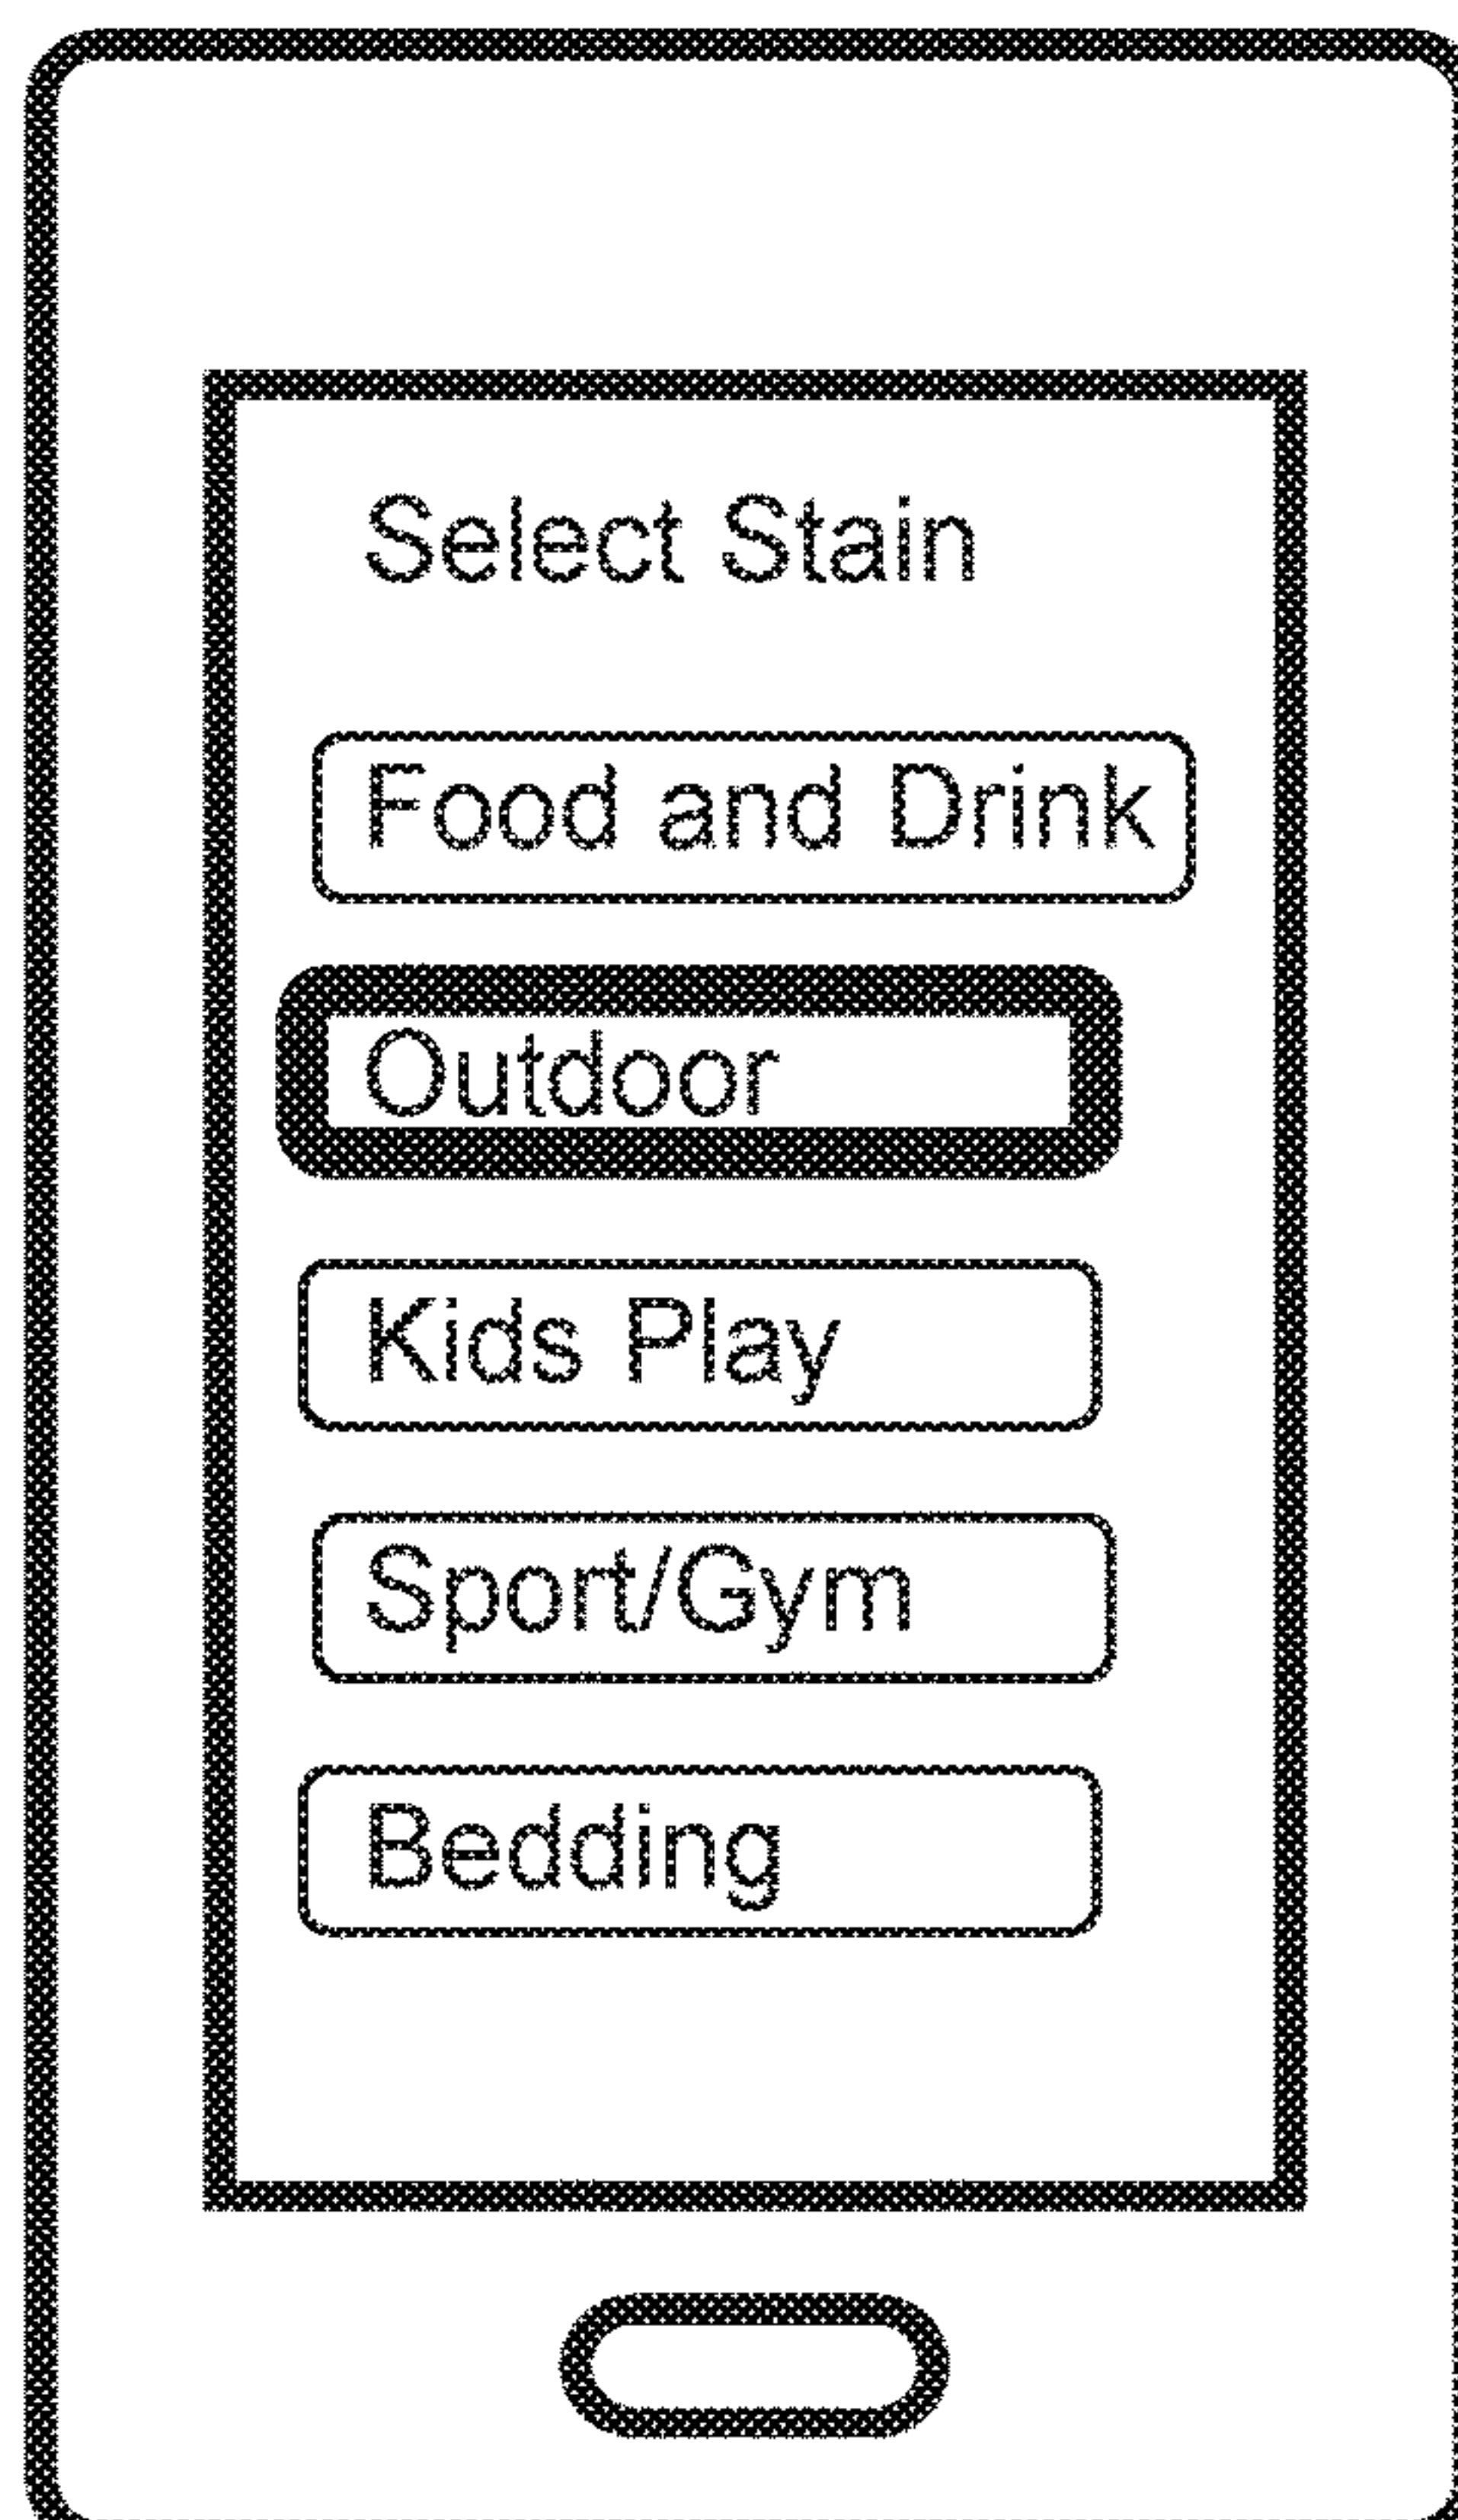 Select Stain
Food and Drink
Outdoor
Kids Play
Sport/Gym
Bedding